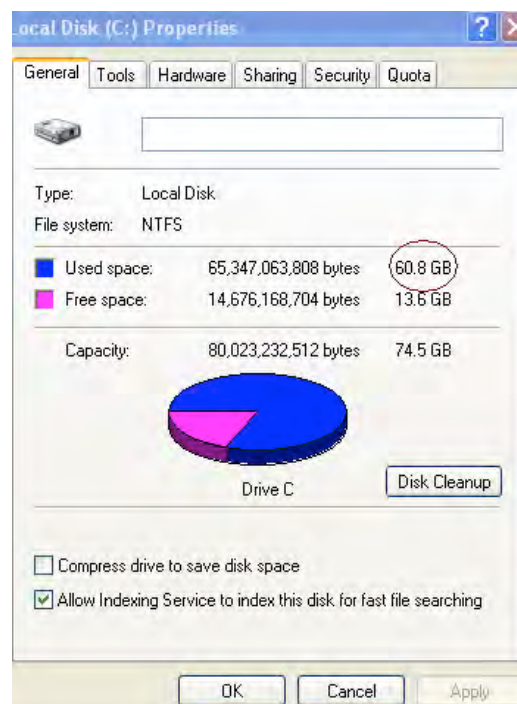 ocal Disk (C:) Properties ?
General Tools Hardware Sharing Security Quota
Type: Local Disk
File system: NTFS
Used space: 65,347,063,808 bytes 60.8 GB
Free space: 14,676,168,704 bytes 13.6 GB
Capacity: 80,023,232,512 bytes 74.5 GB
Drive C
Disk Cleanup
Compress drive to save disk space
Allow Indexing Service to index this disk for fast file searching
OK Cancel Apply